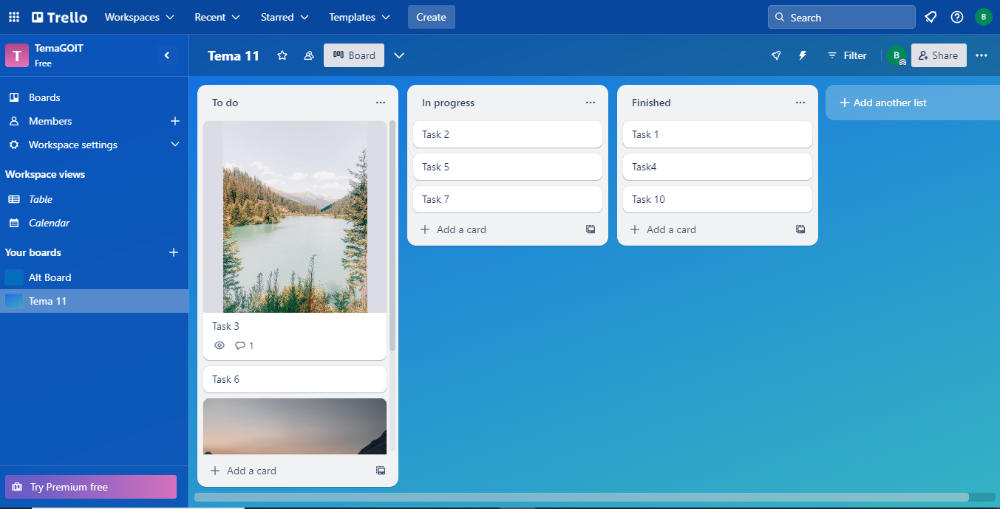 Trello
Workspaces
Recent
Starred
Templates
Create
Search
B
T
TemaGOIT
Free
Tema 11
Board
Filter
B
Share
Boards
Members
Workspace settings
Workspace views
Table
Calendar
Your boards
Alt Board
Tema 11
Try Premium free
To do
Task 3
1
Task 6
Add a card
In progress
Task 2
Task 5
Task 7
Add a card
Finished
Task 1
Task4
Task 10
Add a card
Add another list